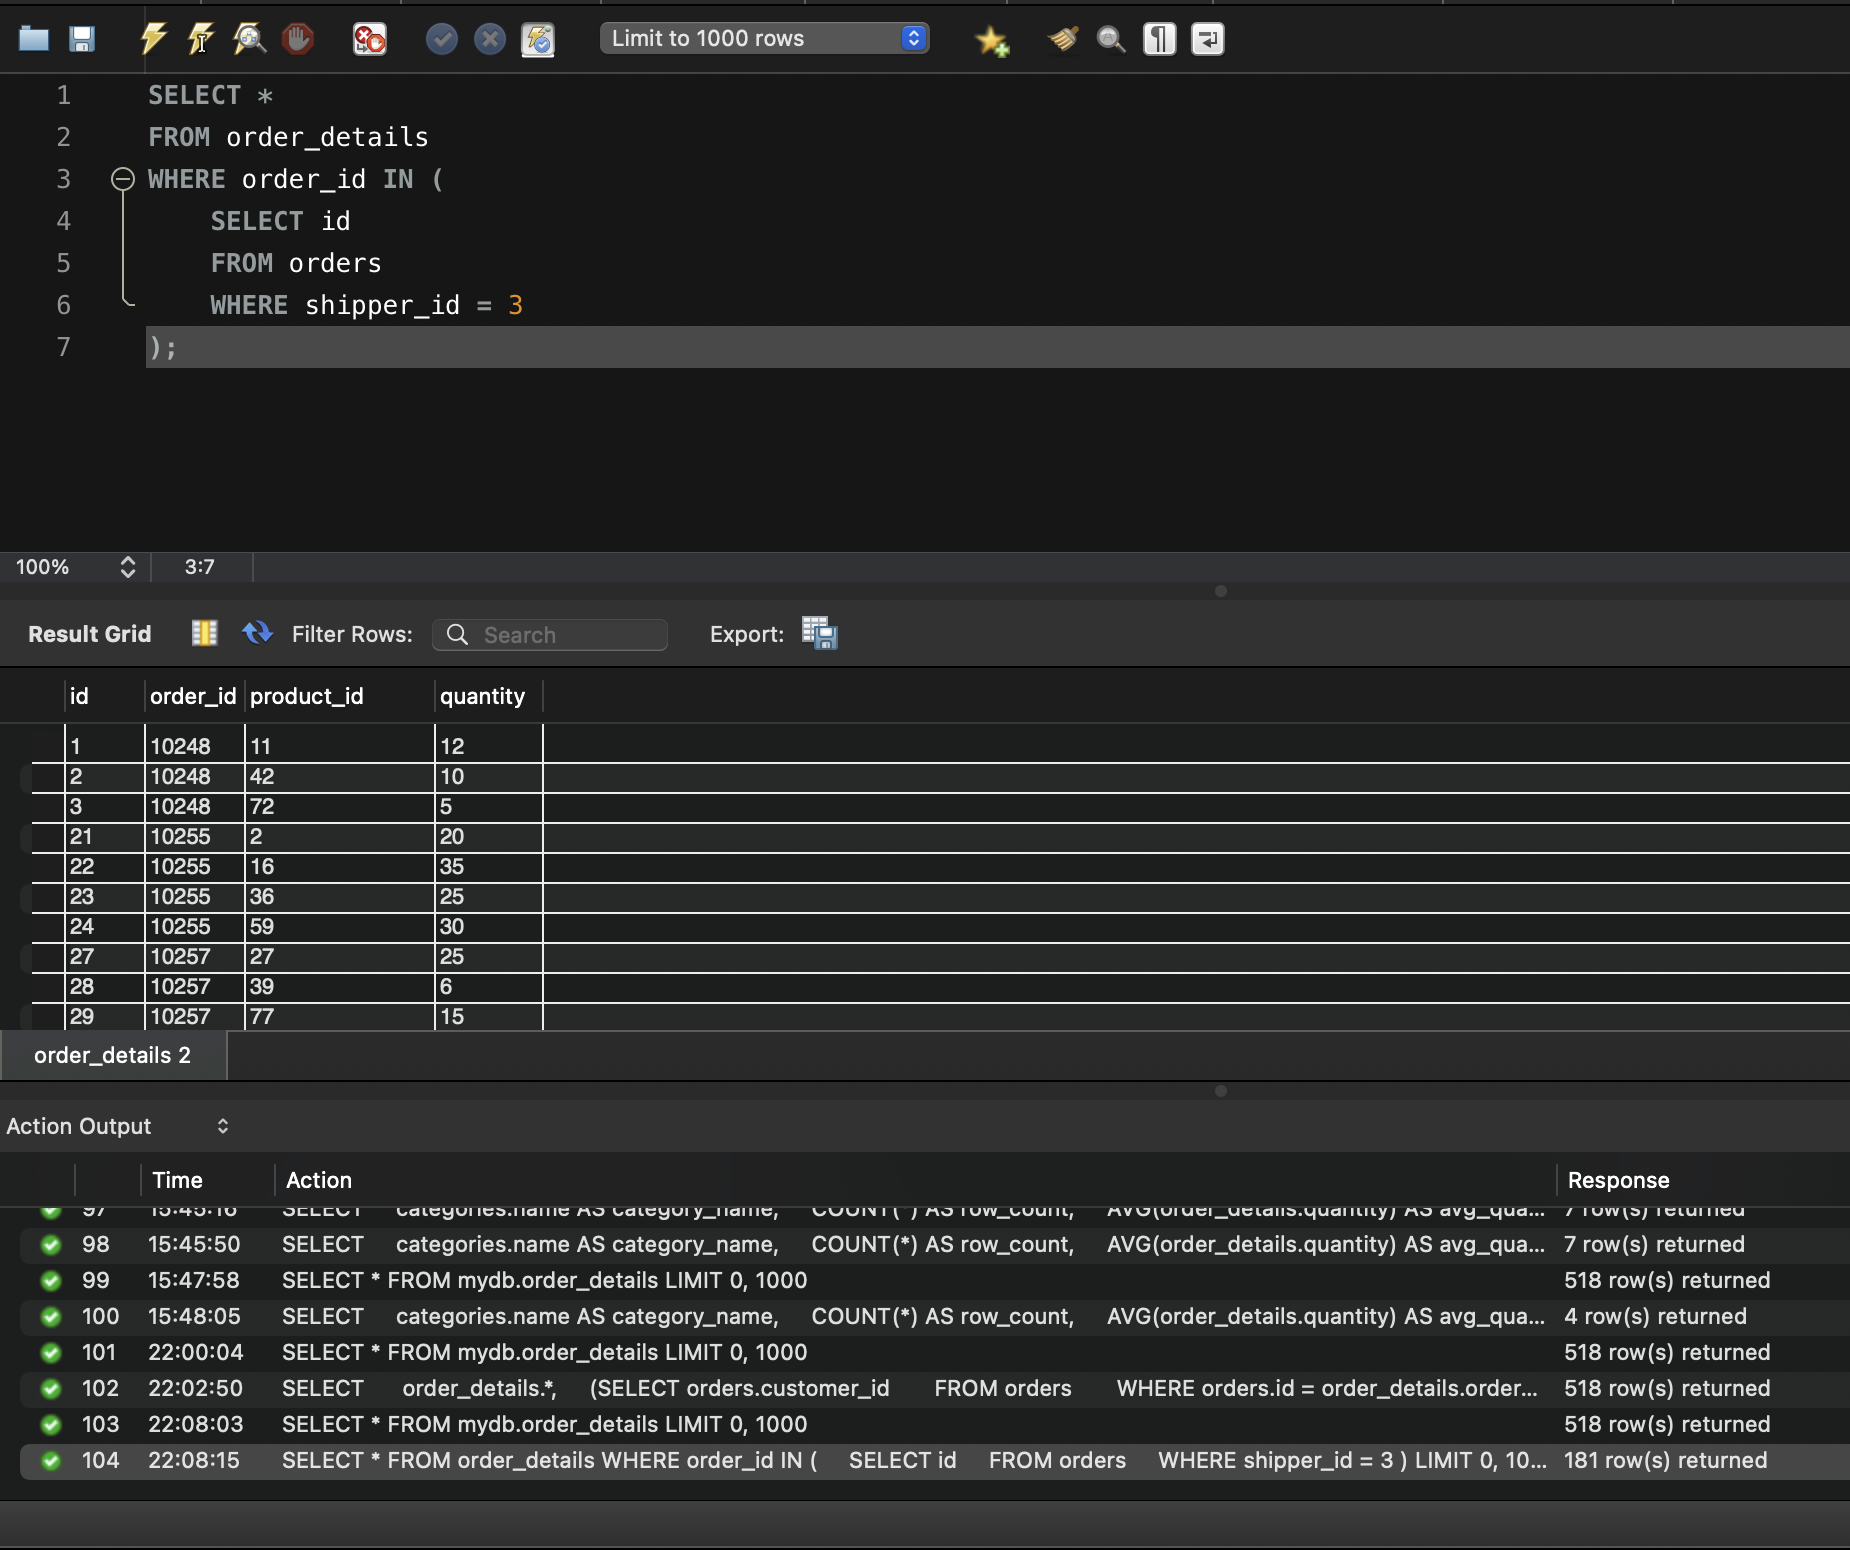 Limit to 1000 rows
1 SELECT *
2 FROM order_details
3 WHERE order_id IN (
4 SELECT id
5 FROM orders
6 WHERE shipper_id = 3
7 );
100% 3:7
Result Grid Filter Rows: Search Export:
id order_id product_id quantity
1 10248 11 12
2 10248 42 10
3 10248 72 5
21 10255 2 20
22 10255 16 35
23 10255 36 25
24 10255 59 30
27 10257 27 25
28 10257 39 6
29 10257 77 15
order_details 2
Action Output
Time Action Response
97 15:45:16 SELECT categories.name AS category_name, COUNT(*) AS row_count, AVG(order_details.quantity) AS avg_qua... 7 row(s) returned
98 15:45:50 SELECT categories.name AS category_name, COUNT(*) AS row_count, AVG(order_details.quantity) AS avg_qua... 7 row(s) returned
99 15:47:58 SELECT * FROM mydb.order_details LIMIT 0, 1000 518 row(s) returned
100 15:48:05 SELECT categories.name AS category_name, COUNT(*) AS row_count, AVG(order_details.quantity) AS avg_qua... 4 row(s) returned
101 22:00:04 SELECT * FROM mydb.order_details LIMIT 0, 1000 518 row(s) returned
102 22:02:50 SELECT order_details.*, (SELECT orders.customer_id FROM orders WHERE orders.id = order_details.order... 518 row(s) returned
103 22:08:03 SELECT * FROM mydb.order_details LIMIT 0, 1000 518 row(s) returned
104 22:08:15 SELECT * FROM order_details WHERE order_id IN ( SELECT id FROM orders WHERE shipper_id = 3 ) LIMIT 0, 10... 181 row(s) returned